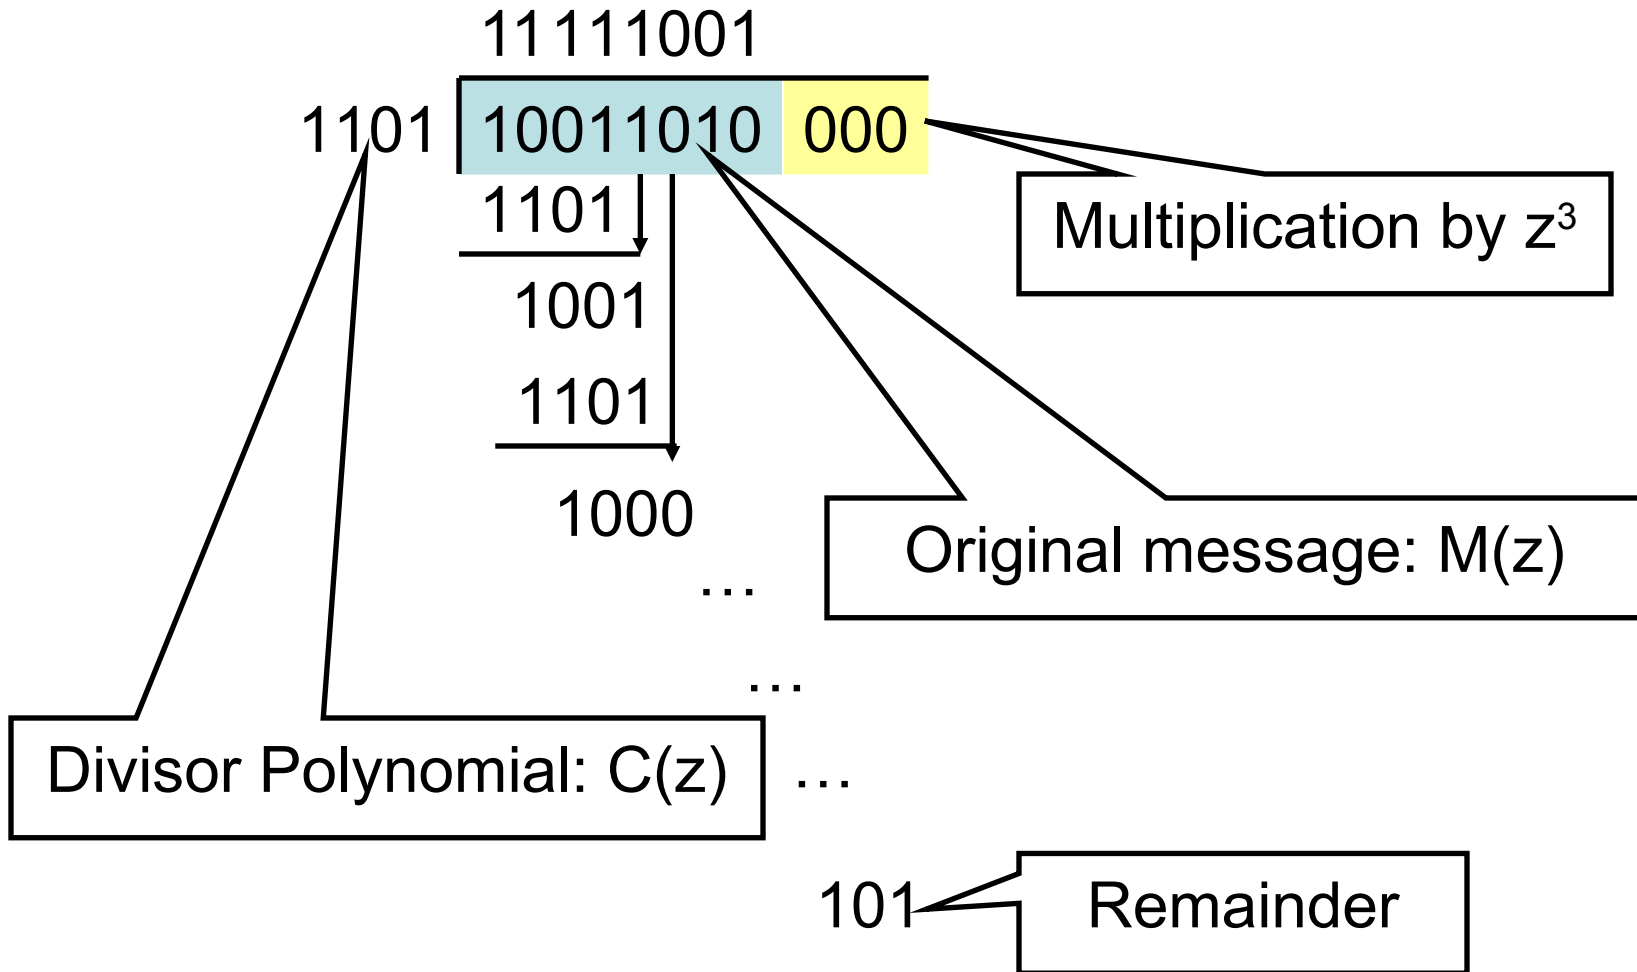 11111001
1101 10011010 000
1101
Multiplication by z³
1001
1101
1000
Original message: M(z)
…
…
Divisor Polynomial: C(z) …
101 Remainder